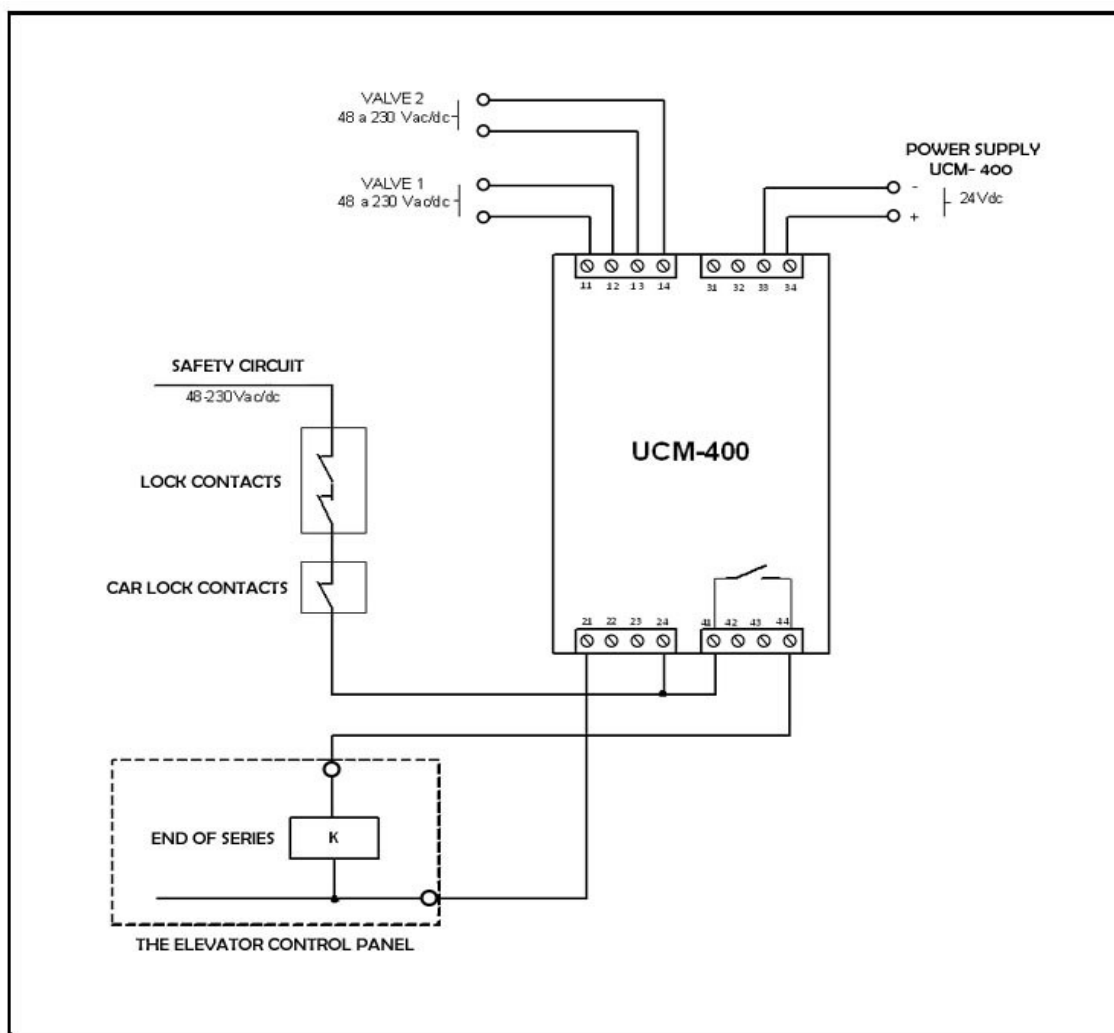 VALVE 2
48 a 230 Vac/dc
VALVE 1
48 a 230 Vac/dc
POWER SUPPLY
UCM- 400
-
24Vdc
+
11 12 13 14
31 32 33 34
SAFETY CIRCUIT
48-230Vac/dc
UCM-400
LOCK CONTACTS
CAR LOCK CONTACTS
21 22 23 24
41 42 43 44
END OF SERIES
K
THE ELEVATOR CONTROL PANEL